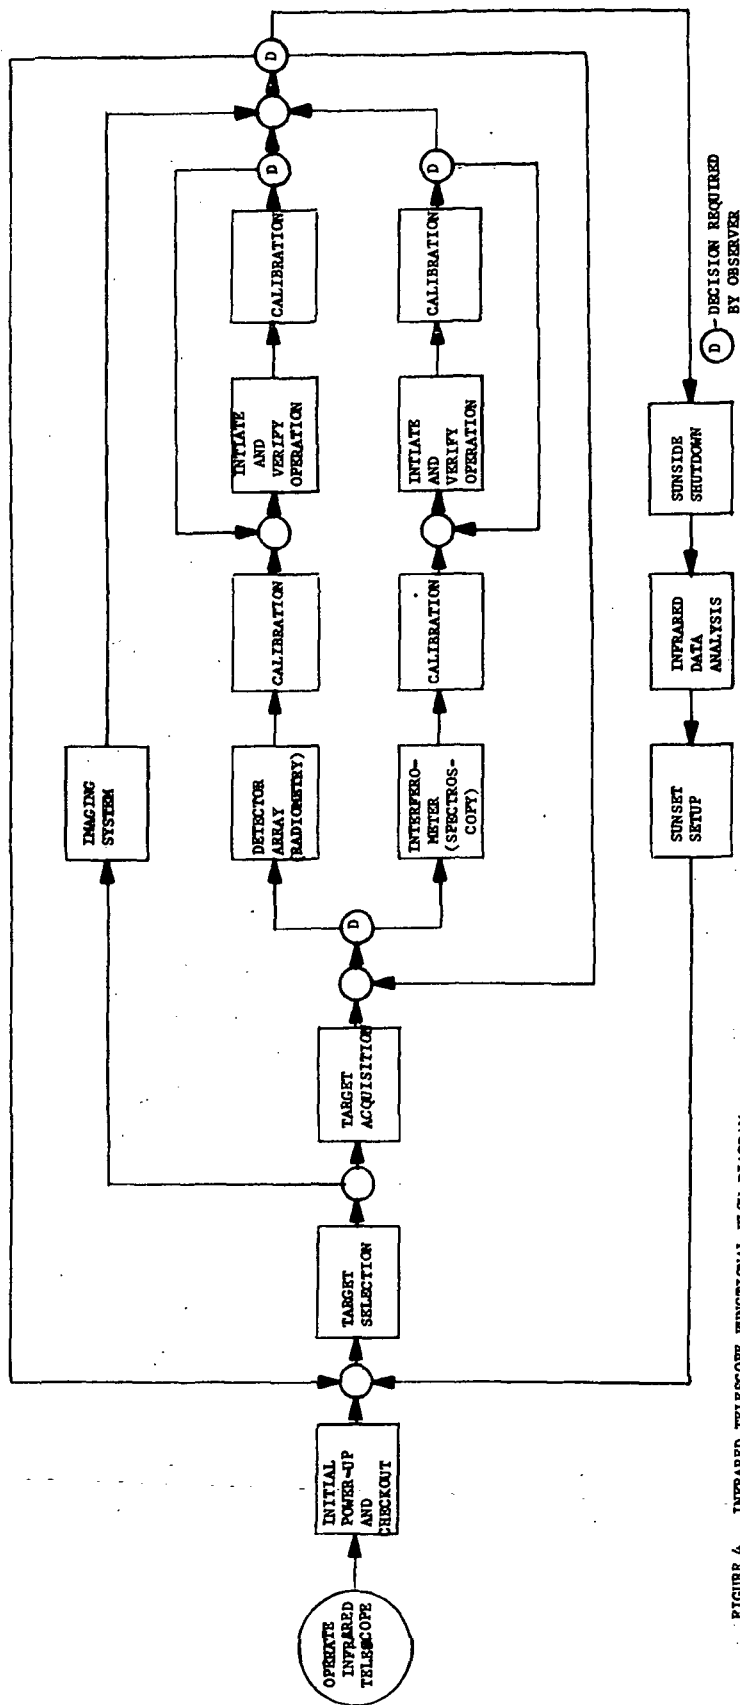 OPERATE
INFRARED
TELESCOPE
INITIAL
POWER-UP
AND
CHECKOUT
TARGET
SELECTION
TARGET
ACQUISITION
D
IMAGING
SYSTEM
DETECTOR
ARRAY
(RADIOMETRY)
CALIBRATION
INTIATE
AND
VERIFY
OPERATION
CALIBRATION
D
INTERFERO-
METER
(SPECTROS-
COPY)
CALIBRATION
INTIATE
AND
VERIFY
OPERATION
CALIBRATION
D
D
SUNSET
SETUP
INFRARED
DATA
ANALYSIS
SUNSIDE
SHUTDOWN
D -DECISION REQUIRED
BY OBSERVER
FIGURE 4 INFRARED TELESCOPE FUNCTIONAL FLOW DIAGRAM